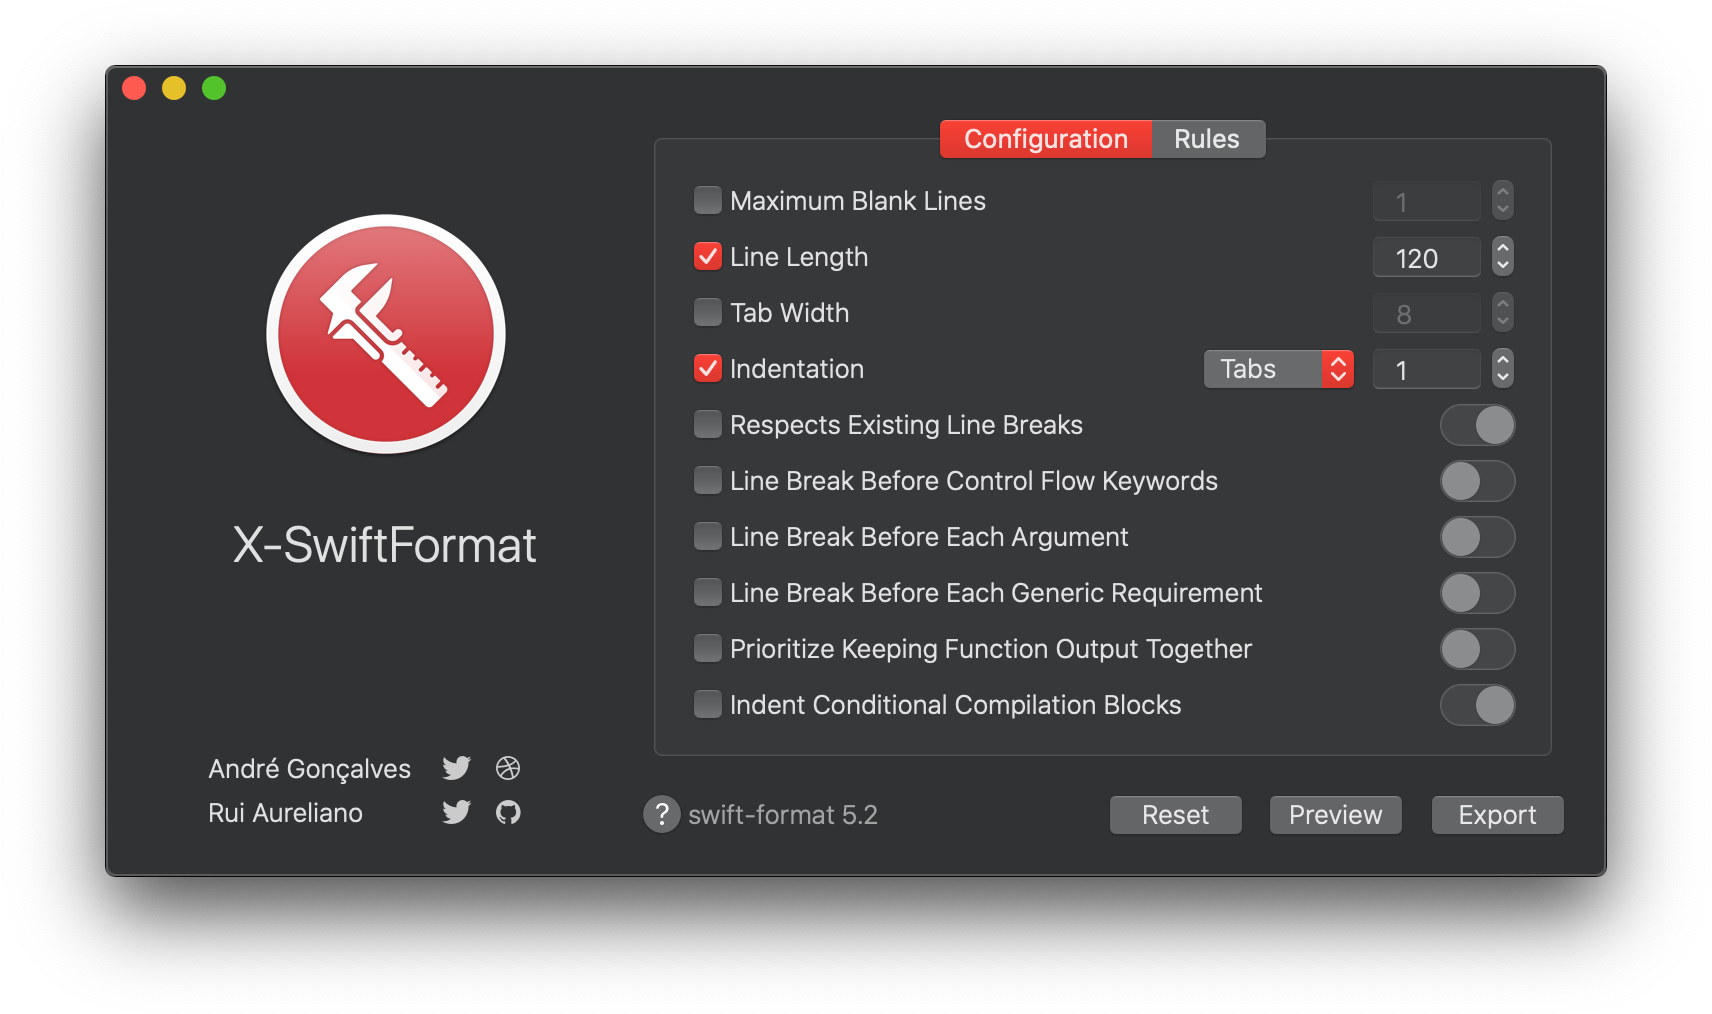 Configuration Rules
Maximum Blank Lines 1
Line Length 120
Tab Width 8
Indentation Tabs 1
Respects Existing Line Breaks
Line Break Before Control Flow Keywords
Line Break Before Each Argument
Line Break Before Each Generic Requirement
Prioritize Keeping Function Output Together
Indent Conditional Compilation Blocks
X-SwiftFormat
André Gonçalves
Rui Aureliano
? swift-format 5.2
Reset Preview Export